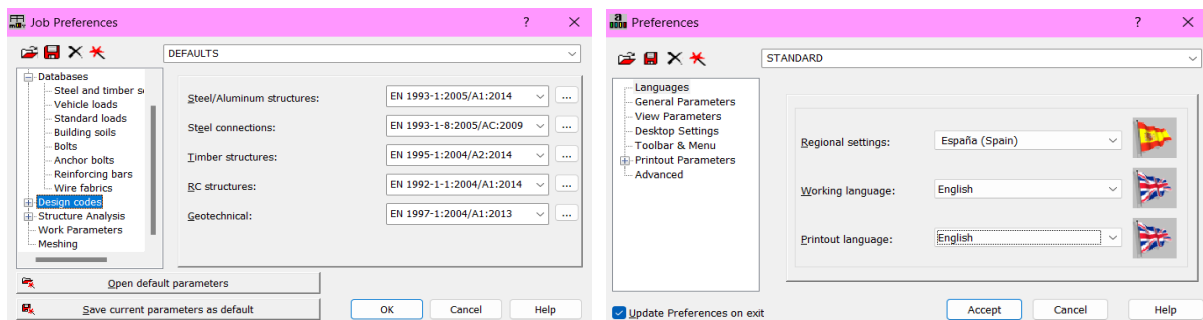 Job Preferences
DEFAULTS
Databases
Steel and timber s
Vehicle loads
Standard loads
Building soils
Bolts
Anchor bolts
Reinforcing bars
Wire fabrics
Design codes
Structure Analysis
Work Parameters
Meshing
Steel/Aluminum structures: EN 1993-1:2005/A1:2014 ...
Steel connections: EN 1993-1-8:2005/AC:2009 ...
Timber structures: EN 1995-1:2004/A2:2014 ...
RC structures: EN 1992-1-1:2004/A1:2014 ...
Geotechnical: EN 1997-1:2004/A1:2013 ...
Open default parameters
Save current parameters as default
OK Cancel Help
Preferences
STANDARD
Languages
General Parameters
View Parameters
Desktop Settings
Toolbar & Menu
Printout Parameters
Advanced
Regional settings: España (Spain)
Working language: English
Printout language: English
Update Preferences on exit
Accept Cancel Help